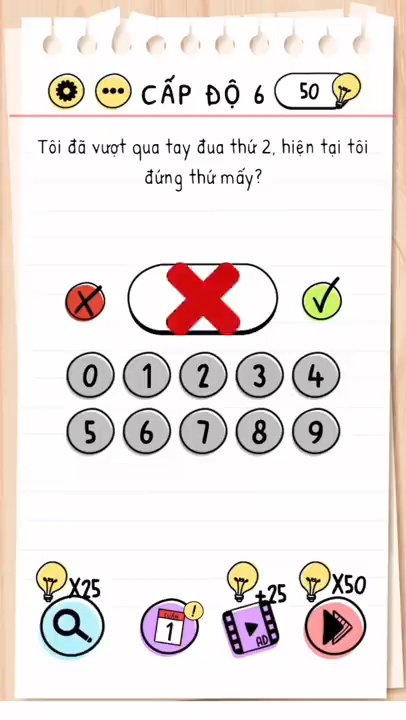 CẤP ĐỘ 6
50
Tôi đã vượt qua tay đua thứ 2, hiện tại tôi
đứng thứ mấy?
0 1 2 3 4
5 6 7 8 9
X25
TUẦN
1
!
+25
AD
X50